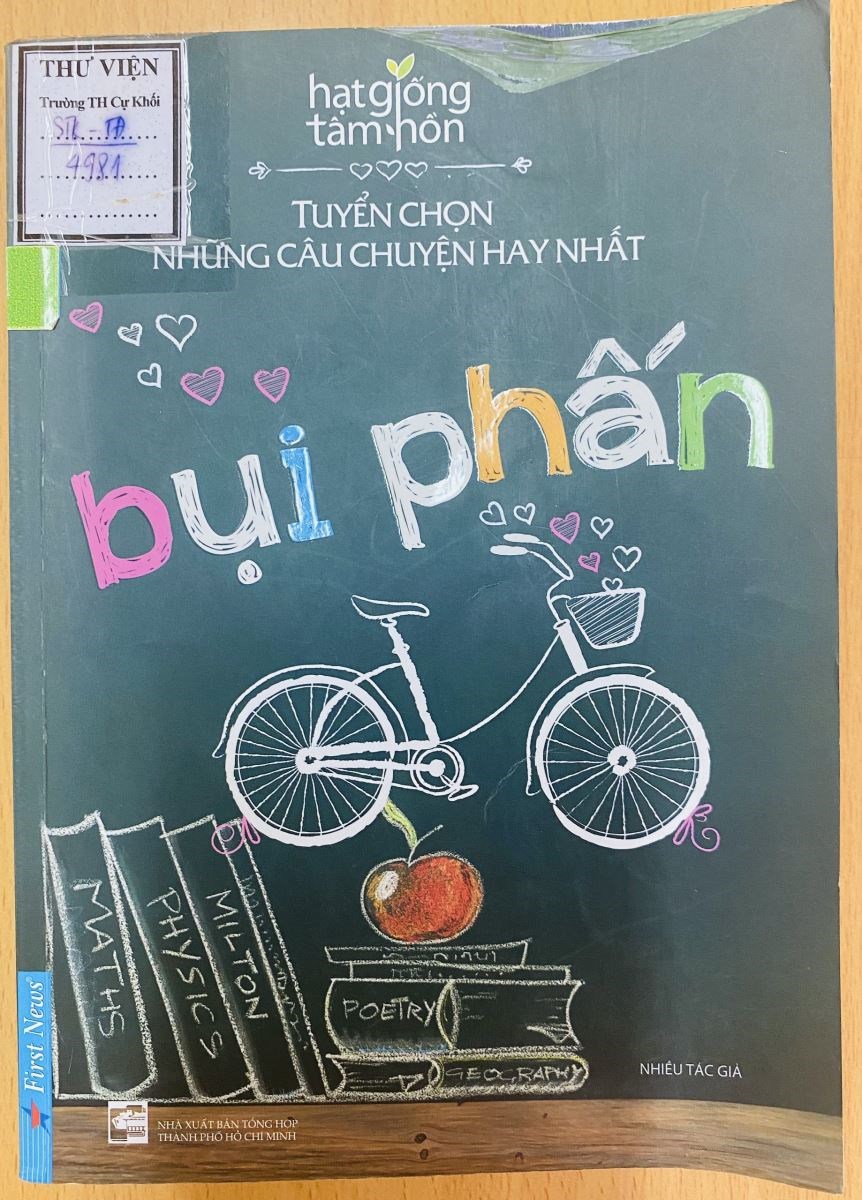 THƯ VIỆN
Trường TH Cự Khối
STK - TĐ
4981
hạt giống
tâm hồn
TUYỂN CHỌN
NHỮNG CÂU CHUYỆN HAY NHẤT
bụi phấn
MATHS
PHYSICS
MILTON
POETRY
GEOGRAPHY
First News
NHIỀU TÁC GIẢ
NHÀ XUẤT BẢN TỔNG HỢP
THÀNH PHỐ HỒ CHÍ MINH